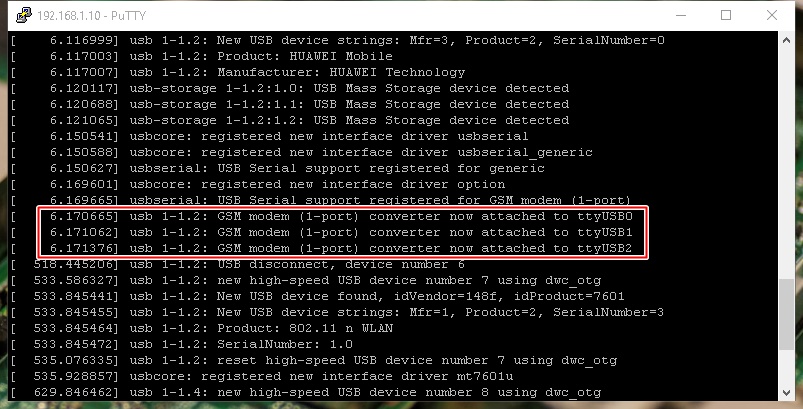 192.168.1.10 - PuTTY
[    6.116999] usb 1-1.2: New USB device strings: Mfr=3, Product=2, SerialNumber=0
[    6.117003] usb 1-1.2: Product: HUAWEI Mobile
[    6.117007] usb 1-1.2: Manufacturer: HUAWEI Technology
[    6.120117] usb-storage 1-1.2:1.0: USB Mass Storage device detected
[    6.120688] usb-storage 1-1.2:1.1: USB Mass Storage device detected
[    6.121065] usb-storage 1-1.2:1.2: USB Mass Storage device detected
[    6.150541] usbcore: registered new interface driver usbserial
[    6.150588] usbcore: registered new interface driver usbserial_generic
[    6.150627] usbserial: USB Serial support registered for generic
[    6.169601] usbcore: registered new interface driver option
[    6.169665] usbserial: USB Serial support registered for GSM modem (1-port)
[    6.170665] usb 1-1.2: GSM modem (1-port) converter now attached to ttyUSB0
[    6.171062] usb 1-1.2: GSM modem (1-port) converter now attached to ttyUSB1
[    6.171376] usb 1-1.2: GSM modem (1-port) converter now attached to ttyUSB2
[  518.445206] usb 1-1.2: USB disconnect, device number 6
[  533.586327] usb 1-1.2: new high-speed USB device number 7 using dwc_otg
[  533.845441] usb 1-1.2: New USB device found, idVendor=148f, idProduct=7601
[  533.845455] usb 1-1.2: New USB device strings: Mfr=1, Product=2, SerialNumber=3
[  533.845464] usb 1-1.2: Product: 802.11 n WLAN
[  533.845472] usb 1-1.2: SerialNumber: 1.0
[  535.076335] usb 1-1.2: reset high-speed USB device number 7 using dwc_otg
[  535.928857] usbcore: registered new interface driver mt7601u
[  629.846462] usb 1-1.4: new high-speed USB device number 8 using dwc_otg